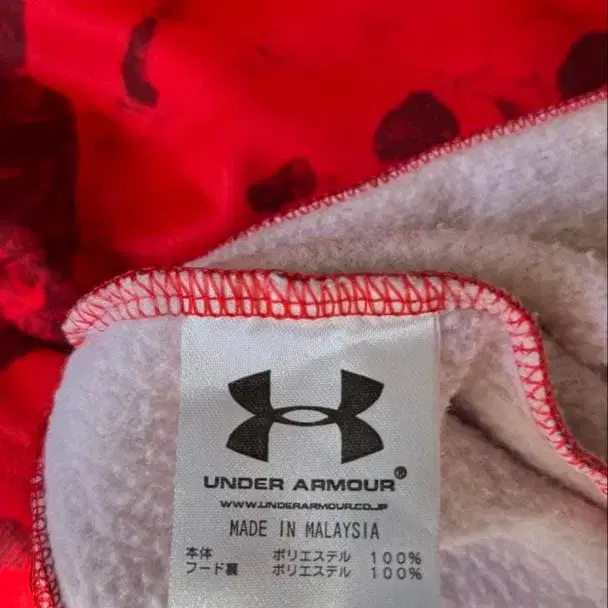 UNDER ARMOUR®
WWW.UNDERARMOUR.CO.JP
MADE IN MALAYSIA
本体 ポリエステル 100%
フード裏 ポリエステル 100%